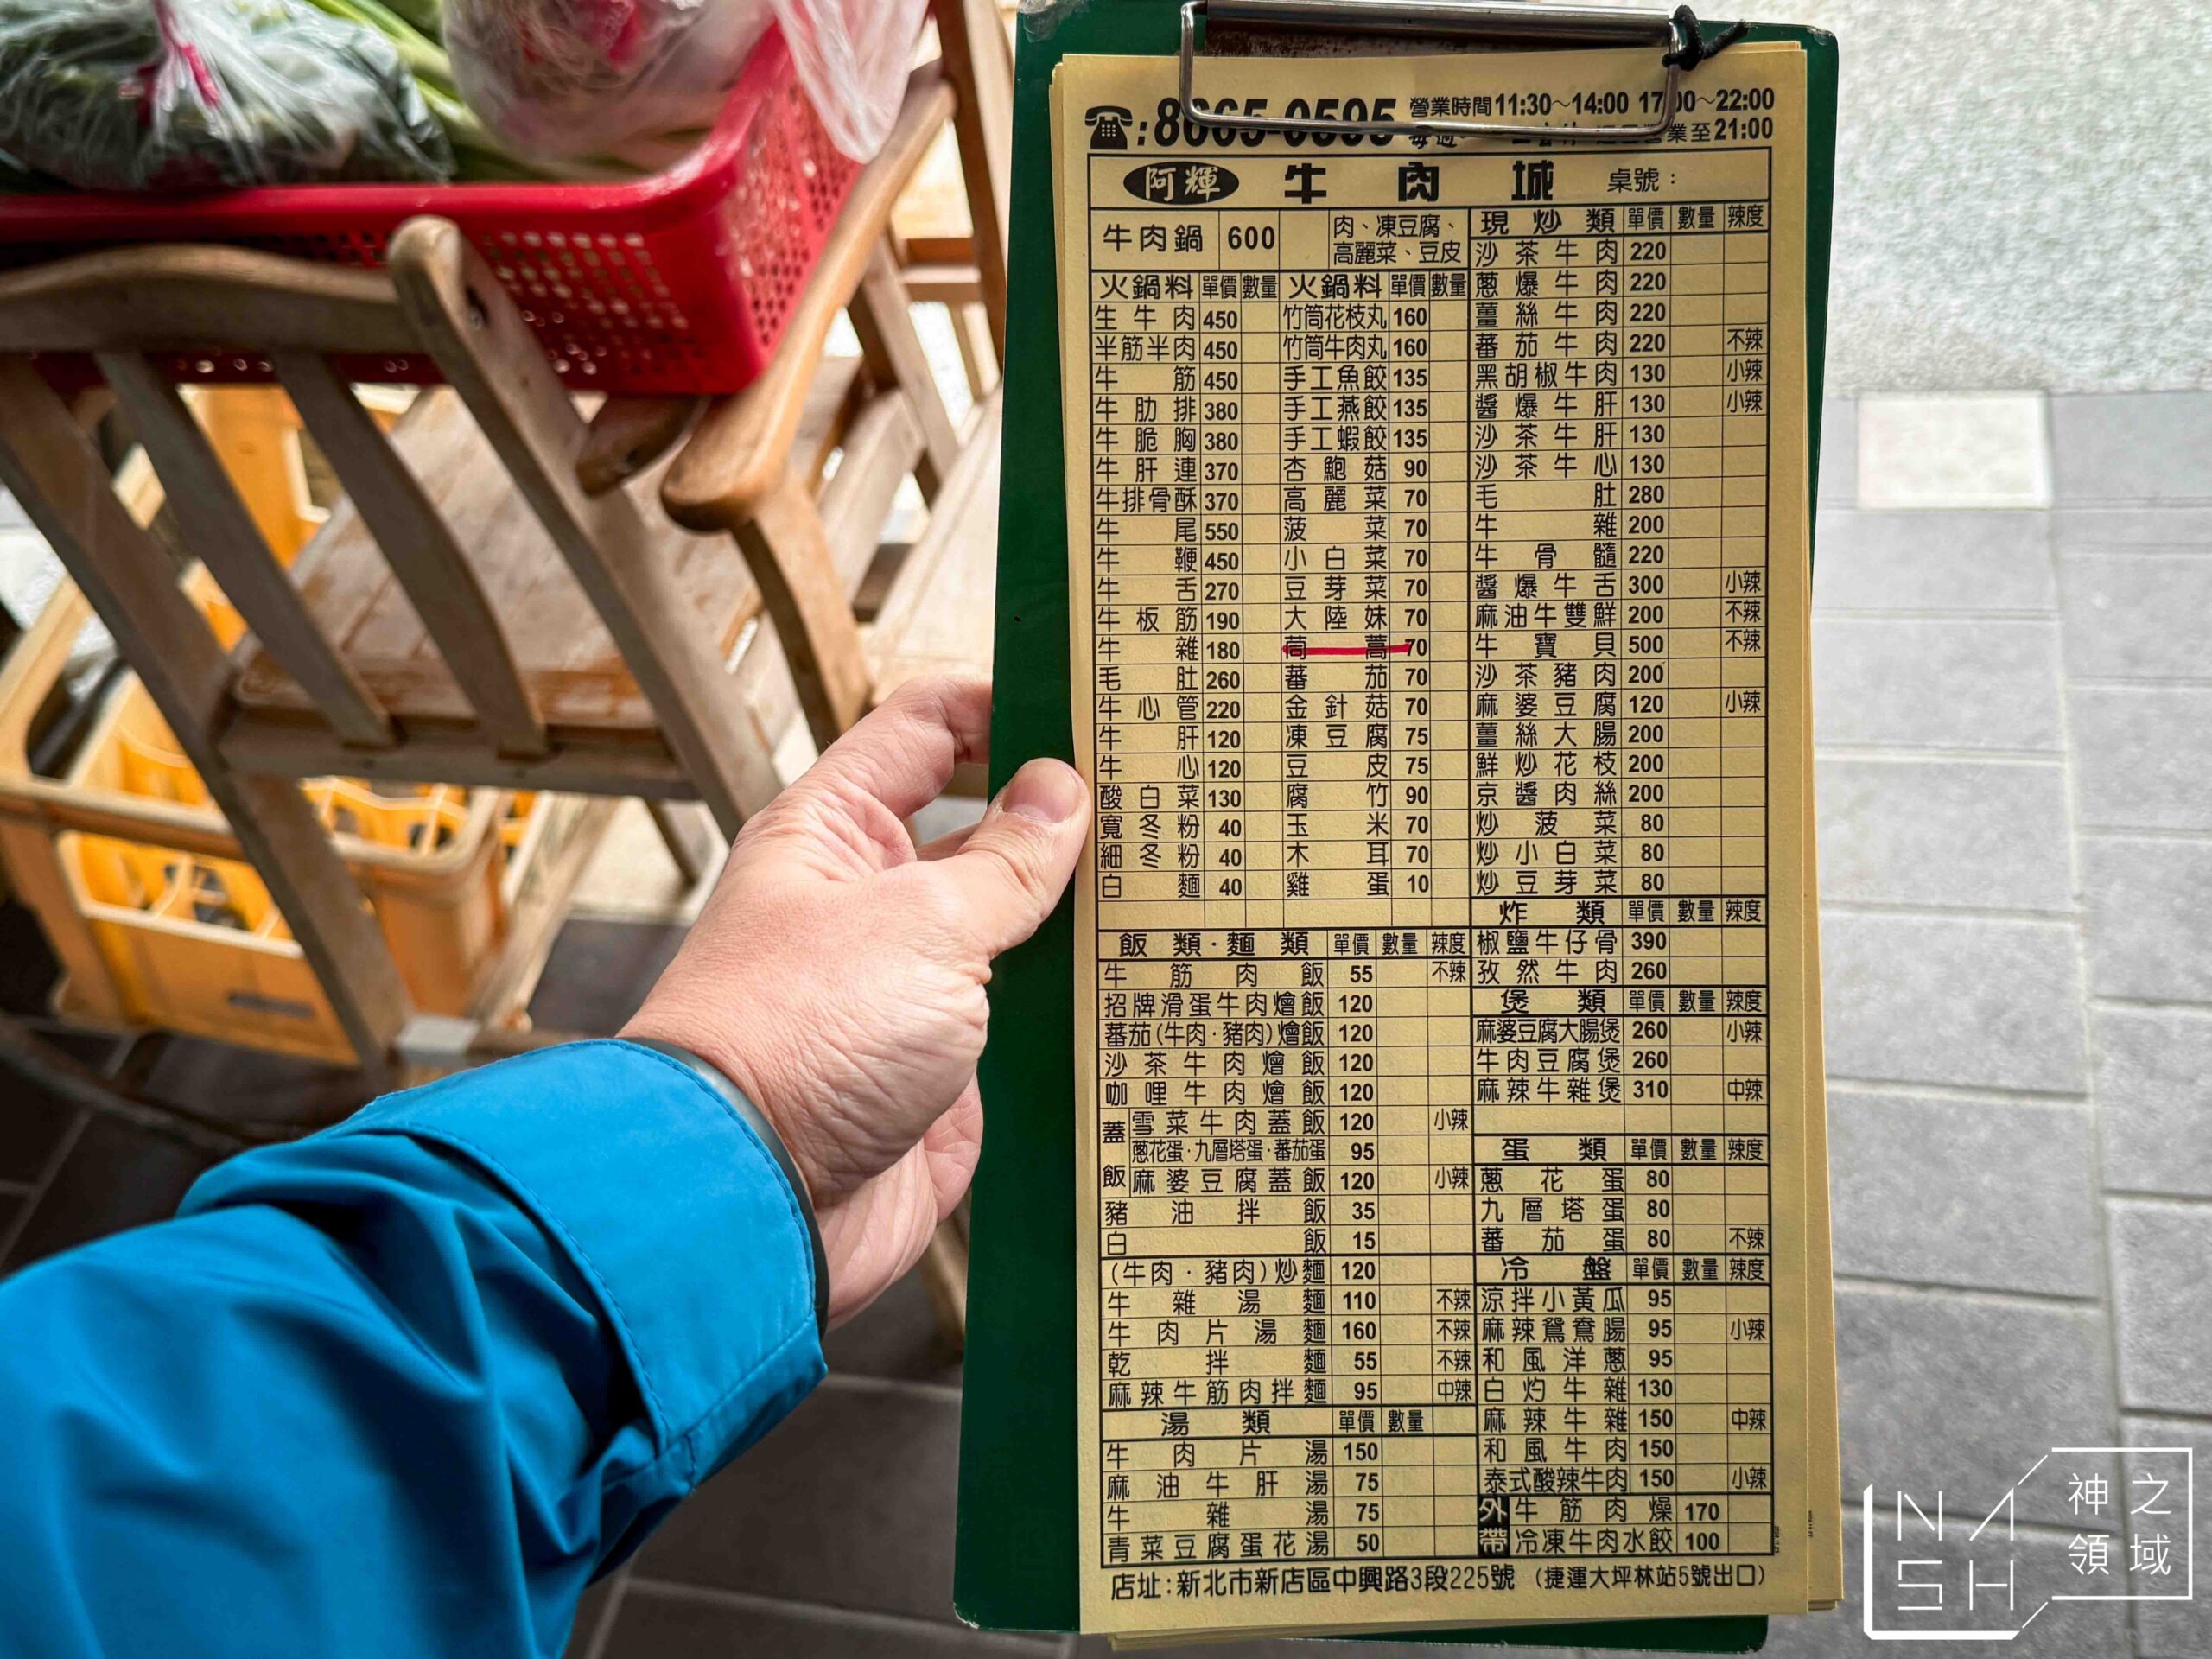 ☎:8665-0595 營業時間11:30~14:00 17:00~22:00
營業至21:00
阿輝 牛肉城 桌號:
牛肉鍋 600 肉、凍豆腐、高麗菜、豆皮
火鍋料 單價 數量 火鍋料 單價 數量
生牛肉 450 竹筒花枝丸 160
半筋半肉 450 竹筒牛肉丸 160
牛筋 450 手工魚餃 135
牛肋排 380 手工燕餃 135
牛脆胸 380 手工蝦餃 135
牛肝連 370 杏鮑菇 90
牛排骨酥 370 高麗菜 70
牛尾 550 菠菜 70
牛鞭 450 小白菜 70
牛舌 270 豆芽菜 70
牛板筋 190 大陸妹 70
牛雜 180 茼蒿 70
毛肚 260 蕃茄 70
牛心管 220 金針菇 70
牛肝 120 凍豆腐 75
牛心 120 豆皮 75
酸白菜 130 腐竹 90
寬冬粉 40 玉米 70
細冬粉 40 木耳 70
白麵 40 雞蛋 10
飯類·麵類 單價 數量 辣度
牛筋肉飯 55 不辣
招牌滑蛋牛肉燴飯 120
蕃茄(牛肉·豬肉)燴飯 120
沙茶牛肉燴飯 120
咖哩牛肉燴飯 120
蓋飯
雪菜牛肉蓋飯 120 小辣
蔥花蛋·九層塔蛋·蕃茄蛋 95
麻婆豆腐蓋飯 120 小辣
豬油拌飯 35
白飯 15
(牛肉·豬肉)炒麵 120
牛雜湯麵 110 不辣
牛肉片湯麵 160 不辣
乾拌麵 55 不辣
麻辣牛筋肉拌麵 95 中辣
湯類 單價 數量
牛肉片湯 150
麻油牛肝湯 75
牛雜湯 75
青菜豆腐蛋花湯 50
現炒類 單價 數量 辣度
沙茶牛肉 220
蔥爆牛肉 220
薑絲牛肉 220
蕃茄牛肉 220 不辣
黑胡椒牛肉 130 小辣
醬爆牛肝 130 小辣
沙茶牛肝 130
沙茶牛心 130
毛肚 280
牛雜 200
牛骨髓 220
醬爆牛舌 300 小辣
麻油牛雙鮮 200 不辣
牛寶貝 500 不辣
沙茶豬肉 200
麻婆豆腐 120 小辣
薑絲大腸 200
鮮炒花枝 200
京醬肉絲 200
炒菠菜 80
炒小白菜 80
炒豆芽菜 80
炸類 單價 數量 辣度
椒鹽牛仔骨 390
孜然牛肉 260
煲類 單價 數量 辣度
麻婆豆腐大腸煲 260 小辣
牛肉豆腐煲 260
麻辣牛雜煲 310 中辣
蛋類 單價 數量 辣度
蔥花蛋 80
九層塔蛋 80
蕃茄蛋 80 不辣
冷盤 單價 數量 辣度
涼拌小黃瓜 95
麻辣鴛鴦腸 95 小辣
和風洋蔥 95
白灼牛雜 130
麻辣牛雜 150 中辣
和風牛肉 150
泰式酸辣牛肉 150 小辣
外帶
牛筋肉燥 170
冷凍牛肉水餃 100
店址:新北市新店區中興路3段225號 (捷運大坪林站5號出口)
NASH
神之領域